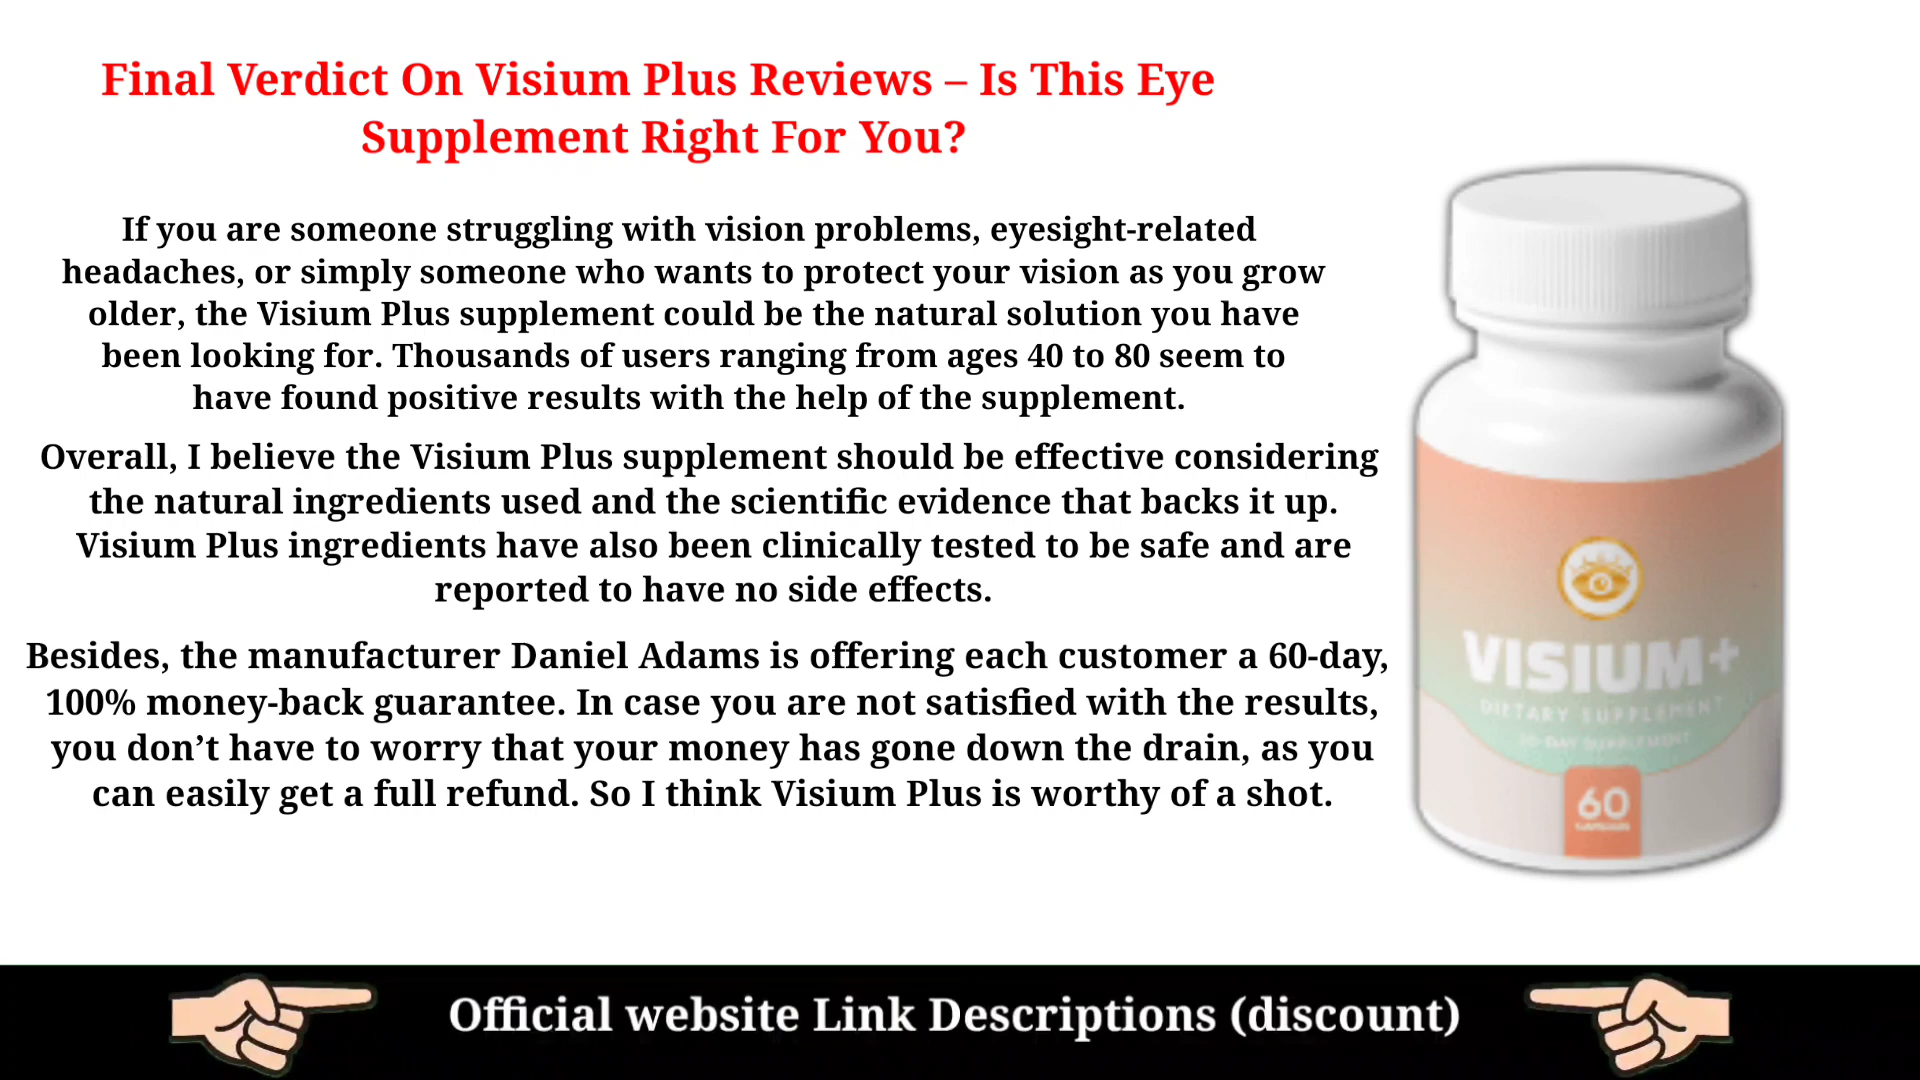 Final Verdict On Visium Plus Reviews – Is This Eye
Supplement Right For You?
If you are someone struggling with vision problems, eyesight-related
headaches, or simply someone who wants to protect your vision as you grow
older, the Visium Plus supplement could be the natural solution you have
been looking for. Thousands of users ranging from ages 40 to 80 seem to
have found positive results with the help of the supplement.
Overall, I believe the Visium Plus supplement should be effective considering
the natural ingredients used and the scientific evidence that backs it up.
Visium Plus ingredients have also been clinically tested to be safe and are
reported to have no side effects.
Besides, the manufacturer Daniel Adams is offering each customer a 60-day,
100% money-back guarantee. In case you are not satisfied with the results,
you don’t have to worry that your money has gone down the drain, as you
can easily get a full refund. So I think Visium Plus is worthy of a shot.
VISIUM+
DIETARY SUPPLEMENT
60
Official website Link Descriptions (discount)